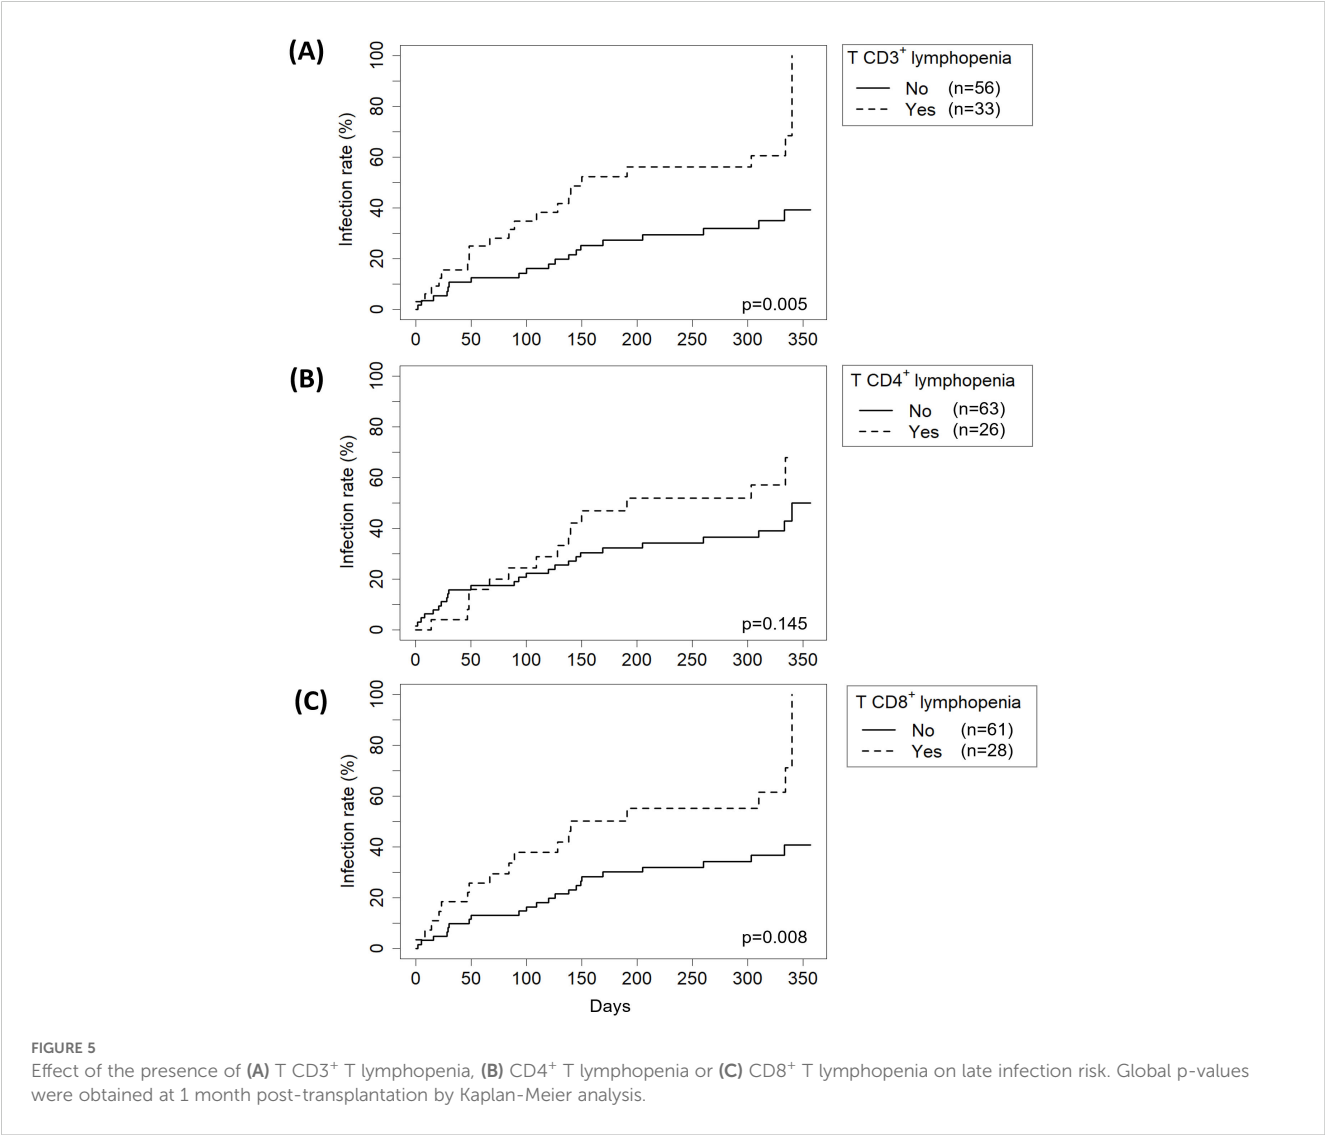 (A)
T CD3+ lymphopenia
No (n=56)
Yes (n=33)
Infection rate (%)
0 20 40 60 80 100
p=0.005
0 50 100 150 200 250 300 350
(B)
T CD4+ lymphopenia
No (n=63)
Yes (n=26)
Infection rate (%)
0 20 40 60 80 100
p=0.145
0 50 100 150 200 250 300 350
(C)
T CD8+ lymphopenia
No (n=61)
Yes (n=28)
Infection rate (%)
0 20 40 60 80 100
p=0.008
0 50 100 150 200 250 300 350
Days
FIGURE 5
Effect of the presence of (A) T CD3+ T lymphopenia, (B) CD4+ T lymphopenia or (C) CD8+ T lymphopenia on late infection risk. Global p-values
were obtained at 1 month post-transplantation by Kaplan-Meier analysis.